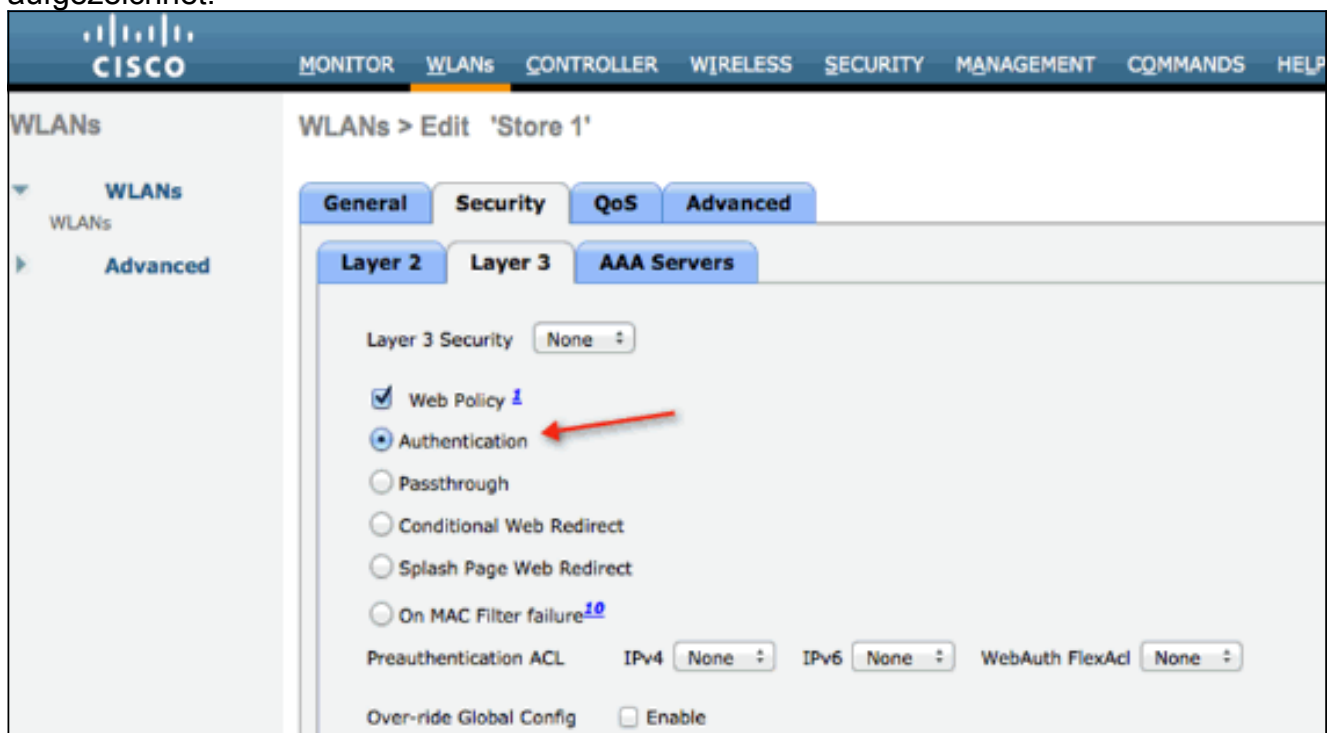 aufgezeichnet.
CISCO
MONITOR WLANs CONTROLLER WIRELESS SECURITY MANAGEMENT COMMANDS HELP
WLANs
WLANs > Edit 'Store 1'
WLANs
WLANs
Advanced
General Security QoS Advanced
Layer 2 Layer 3 AAA Servers
Layer 3 Security None
Web Policy 1
Authentication
Passthrough
Conditional Web Redirect
Splash Page Web Redirect
On MAC Filter failure10
Preauthentication ACL IPv4 None IPv6 None WebAuth FlexAcl None
Over-ride Global Config Enable